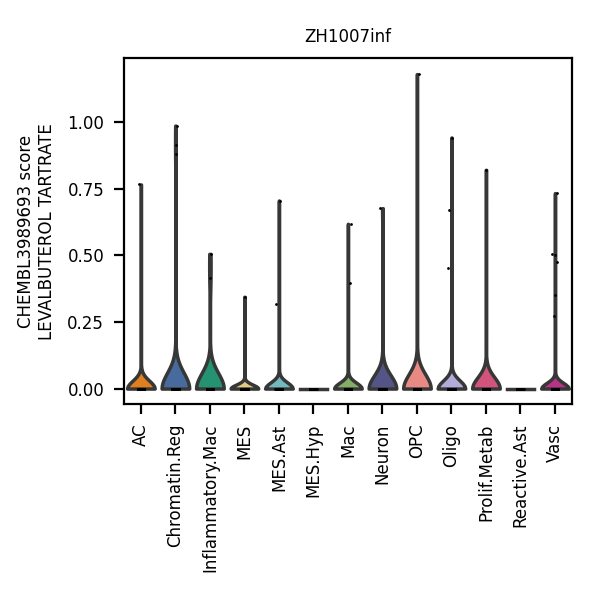 ZH1007inf
CHEMBL3989693 score
LEVALBUTEROL TARTRATE
1.00
0.75
0.50
0.25
0.00
AC
Chromatin.Reg
Inflammatory.Mac
MES
MES.Ast
MES.Hyp
Mac
Neuron
OPC
Oligo
Prolif.Metab
Reactive.Ast
Vasc